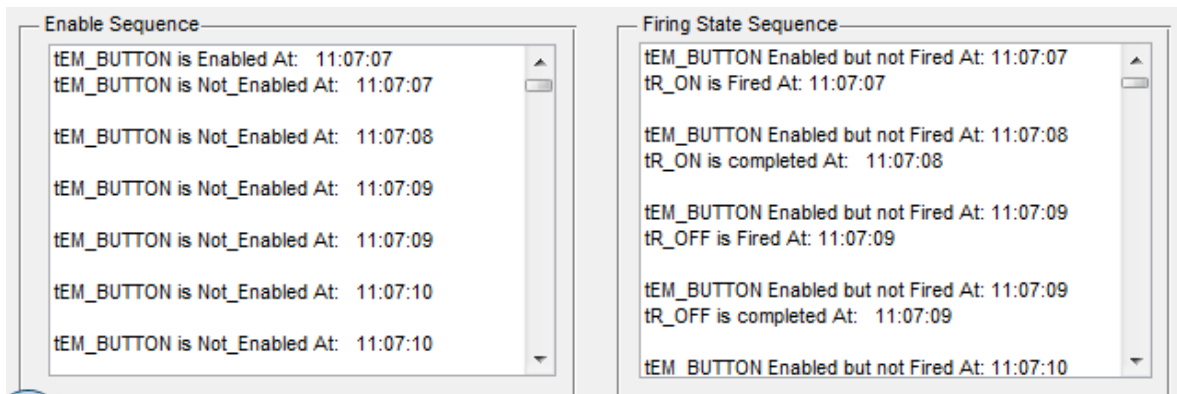 Enable Sequence
tEM_BUTTON is Enabled At: 11:07:07
tEM_BUTTON is Not_Enabled At: 11:07:07
tEM_BUTTON is Not_Enabled At: 11:07:08
tEM_BUTTON is Not_Enabled At: 11:07:09
tEM_BUTTON is Not_Enabled At: 11:07:09
tEM_BUTTON is Not_Enabled At: 11:07:10
tEM_BUTTON is Not_Enabled At: 11:07:10
Firing State Sequence
tEM_BUTTON Enabled but not Fired At: 11:07:07
tR_ON is Fired At: 11:07:07
tEM_BUTTON Enabled but not Fired At: 11:07:08
tR_ON is completed At: 11:07:08
tEM_BUTTON Enabled but not Fired At: 11:07:09
tR_OFF is Fired At: 11:07:09
tEM_BUTTON Enabled but not Fired At: 11:07:09
tR_OFF is completed At: 11:07:09
tEM_BUTTON Enabled but not Fired At: 11:07:10